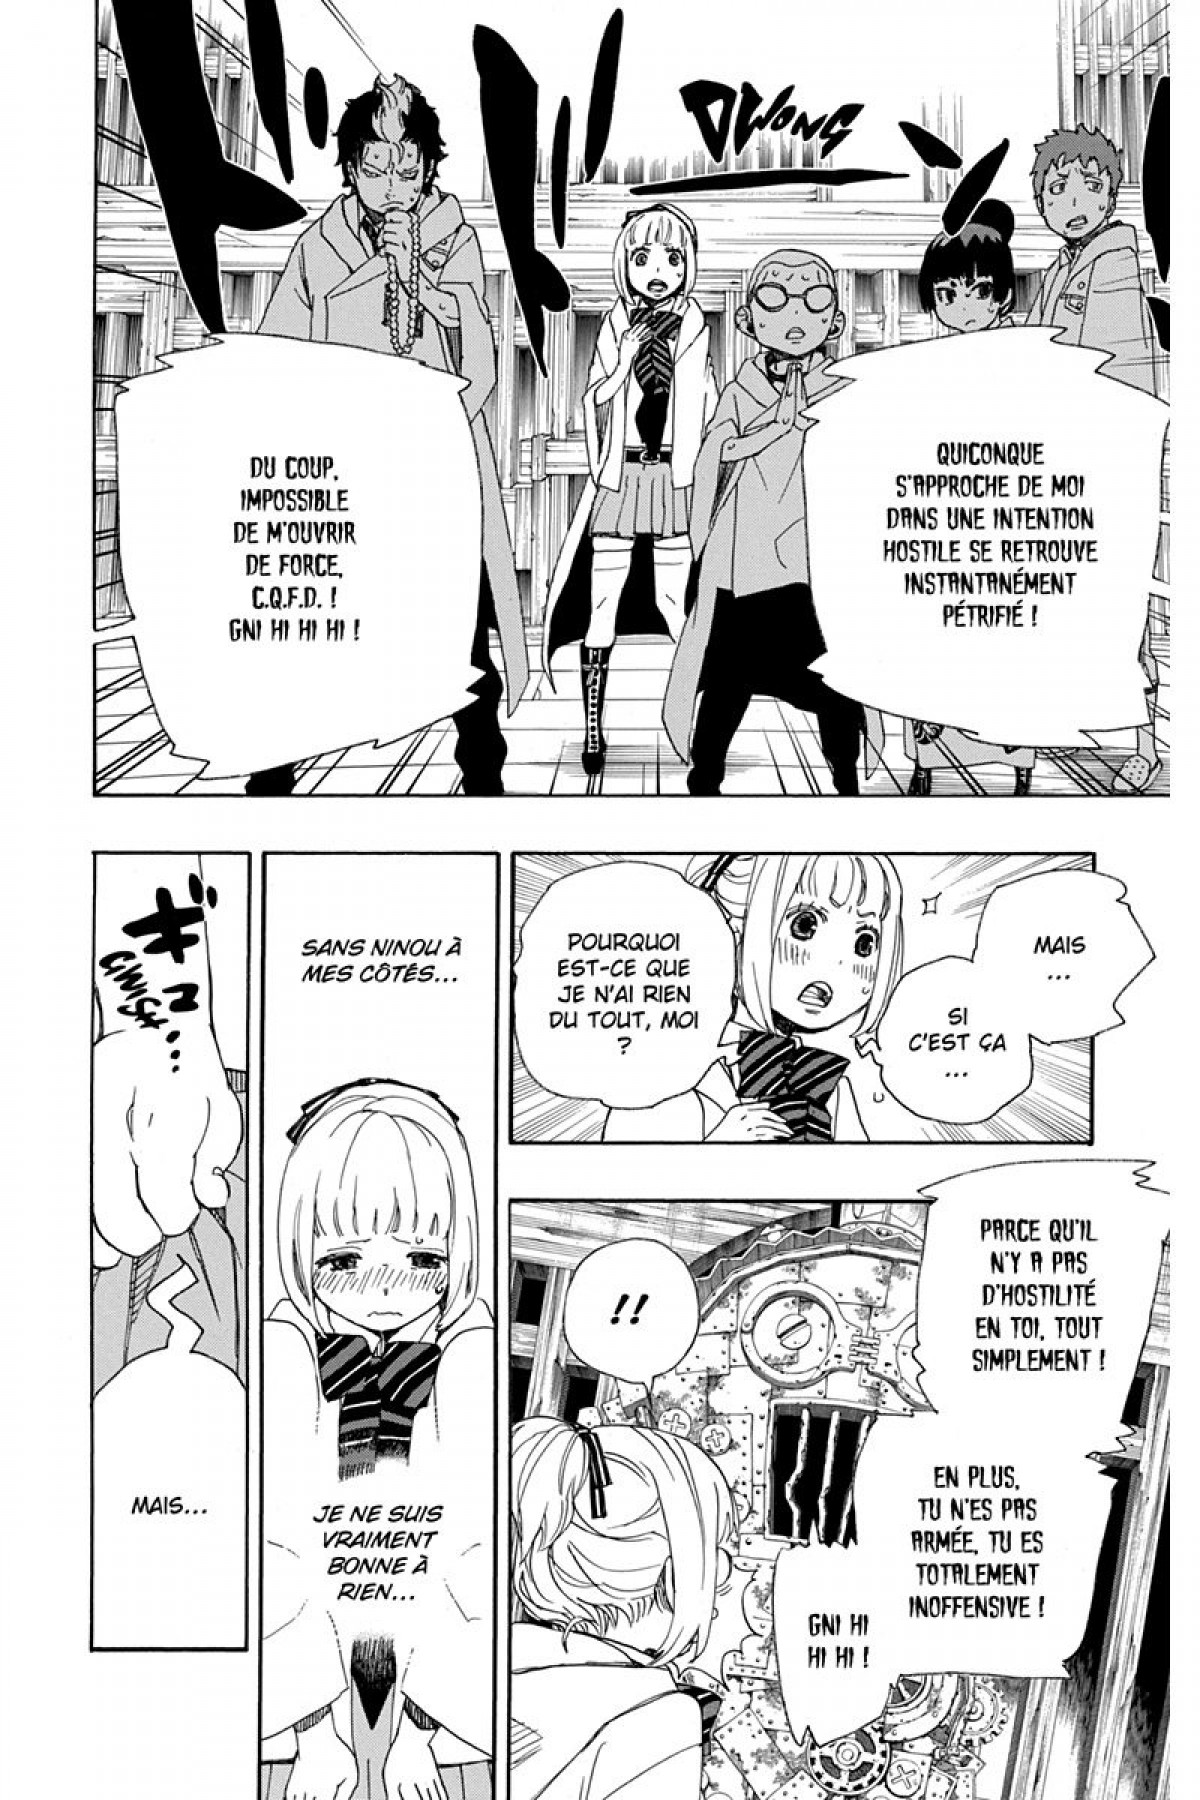 DWONG
QUICONQUE
S'APPROCHE DE MOI
DANS UNE INTENTION
HOSTILE SE RETROUVE
INSTANTANÉMENT
PÉTRIFIÉ !
DU COUP,
IMPOSSIBLE
DE M'OUVRIR
DE FORCE,
C.Q.F.D. !
GNI HI HI HI !
MAIS
...
SI
C'EST ÇA
...
POURQUOI
EST-CE QUE
JE N'AI RIEN
DU TOUT, MOI
?
PARCE QU'IL
N'Y A PAS
D'HOSTILITÉ
EN TOI, TOUT
SIMPLEMENT !
EN PLUS,
TU N'ES PAS
ARMÉE, TU ES
TOTALEMENT
INOFFENSIVE !
GNI HI
HI HI !
!!
SANS NINOU À
MES CÔTÉS...
JE NE SUIS
VRAIMENT
BONNE À
RIEN...
MAIS...